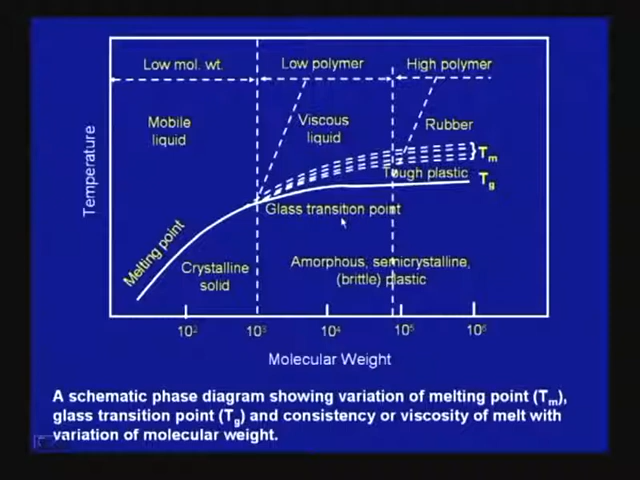 Low mol. wt.
Low polymer
High polymer
Mobile
liquid
Viscous
liquid
Rubber
Tm
Tough plastic
Tg
Temperature
Melting point
Glass transition point
Crystalline
solid
Amorphous, semicrystalline,
(brittle) plastic
10² 10³ 10⁴ 10⁵ 10⁶
Molecular Weight
A schematic phase diagram showing variation of melting point (Tm),
glass transition point (Tg) and consistency or viscosity of melt with
variation of molecular weight.